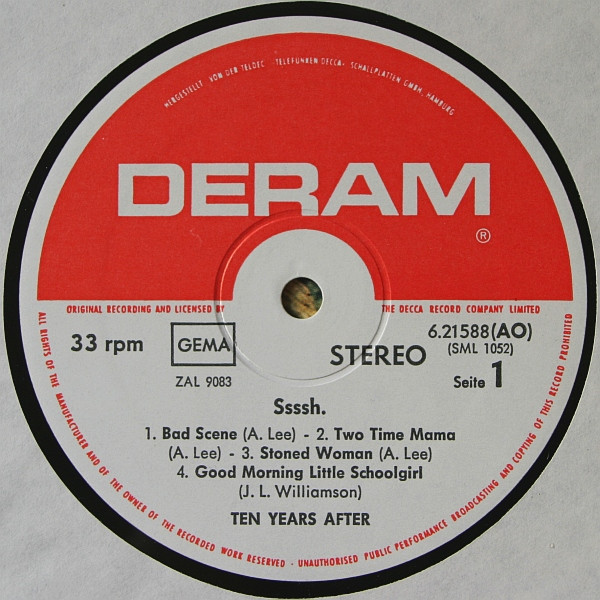 HERGESTELLT VON DER TELDEC »TELEFUNKEN DECCA« SCHALLPLATTEN GMBH, HAMBURG
DERAM
®
ORIGINAL RECORDING AND LICENSED BY THE DECCA RECORD COMPANY LIMITED
33 rpm
GEMA
STEREO
6.21588(AO)
(SML 1052)
ZAL 9083
Seite 1
Ssssh.
1. Bad Scene (A. Lee) - 2. Two Time Mama
(A. Lee) - 3. Stoned Woman (A. Lee)
4. Good Morning Little Schoolgirl
(J. L. Williamson)
TEN YEARS AFTER
ALL RIGHTS OF THE MANUFACTURER AND OF THE OWNER OF THE RECORDED WORK RESERVED - UNAUTHORISED PUBLIC PERFORMANCE BROADCASTING AND COPYING OF THIS RECORD PROHIBITED